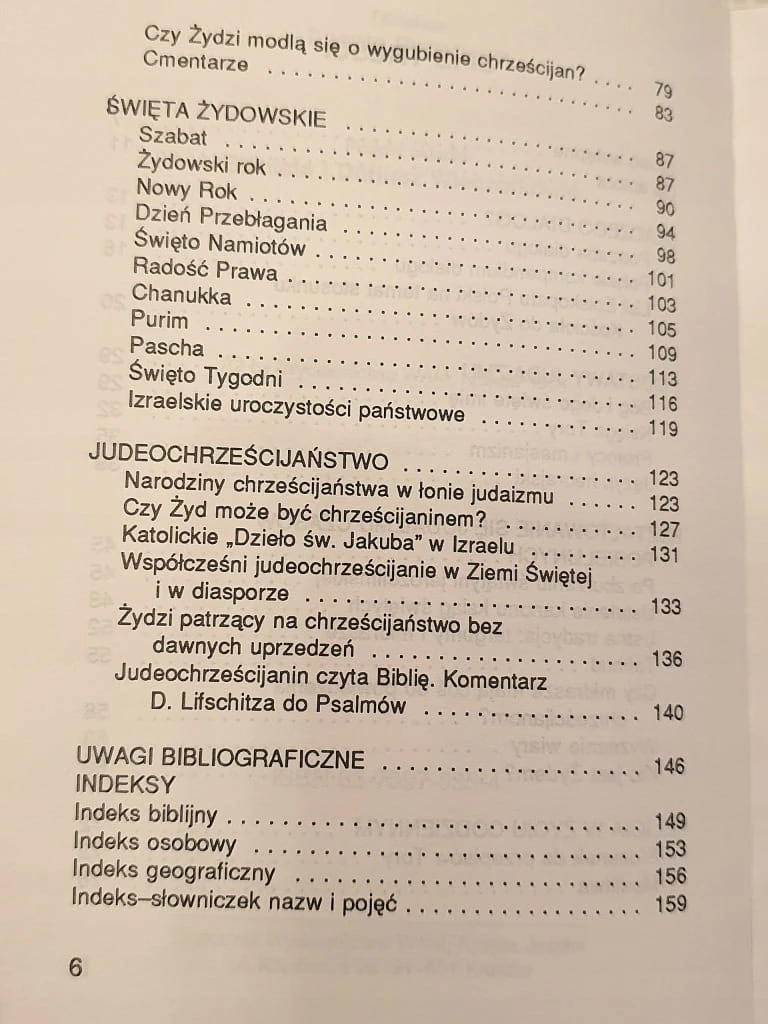 Czy Żydzi modlą się o wygubienie chrześcijan? .... 79
Cmentarze .............................. 83
ŚWIĘTA ŻYDOWSKIE ........................ 87
Szabat .................................. 87
Żydowski rok ............................ 90
Nowy Rok ................................ 94
Dzień Przebłagania ...................... 98
Święto Namiotów ......................... 101
Radość Prawa ............................ 103
Chanukka ................................ 105
Purim ................................... 109
Pascha .................................. 113
Święto Tygodni .......................... 116
Izraelskie uroczystości państwowe ............ 119
JUDEOCHRZEŚCIJAŃSTWO .................. 123
Narodziny chrześcijaństwa w łonie judaizmu ...... 123
Czy Żyd może być chrześcijaninem? .......... 127
Katolickie „Dzieło św. Jakuba” w Izraelu ........ 131
Współcześni judeochrześcijanie w Ziemi Świętej
i w diasporze .......................... 133
Żydzi patrzący na chrześcijaństwo bez
dawnych uprzedzeń ..................... 136
Judeochrześcijanin czyta Biblię. Komentarz
D. Lifschitza do Psalmów ................. 140
UWAGI BIBLIOGRAFICZNE .................... 146
INDEKSY
Indeks biblijny .............................. 149
Indeks osobowy ............................ 153
Indeks geograficzny ........................ 156
Indeks–słowniczek nazw i pojęć ................. 159
6